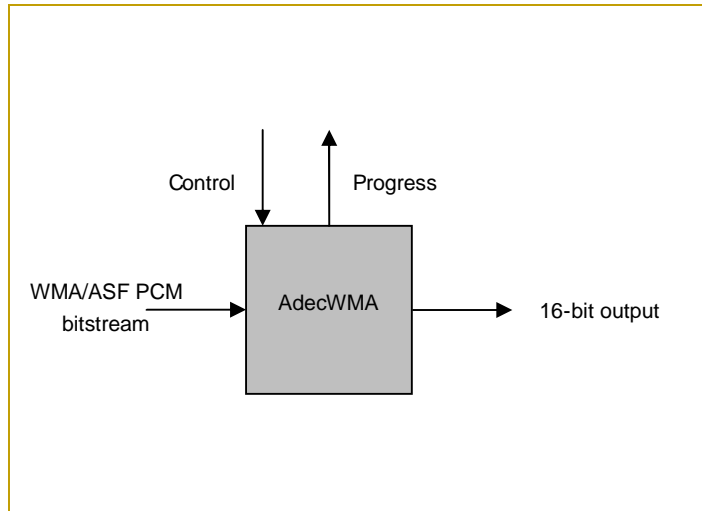 Control
Progress
WMA/ASF PCM
bitstream
AdecWMA
16-bit output